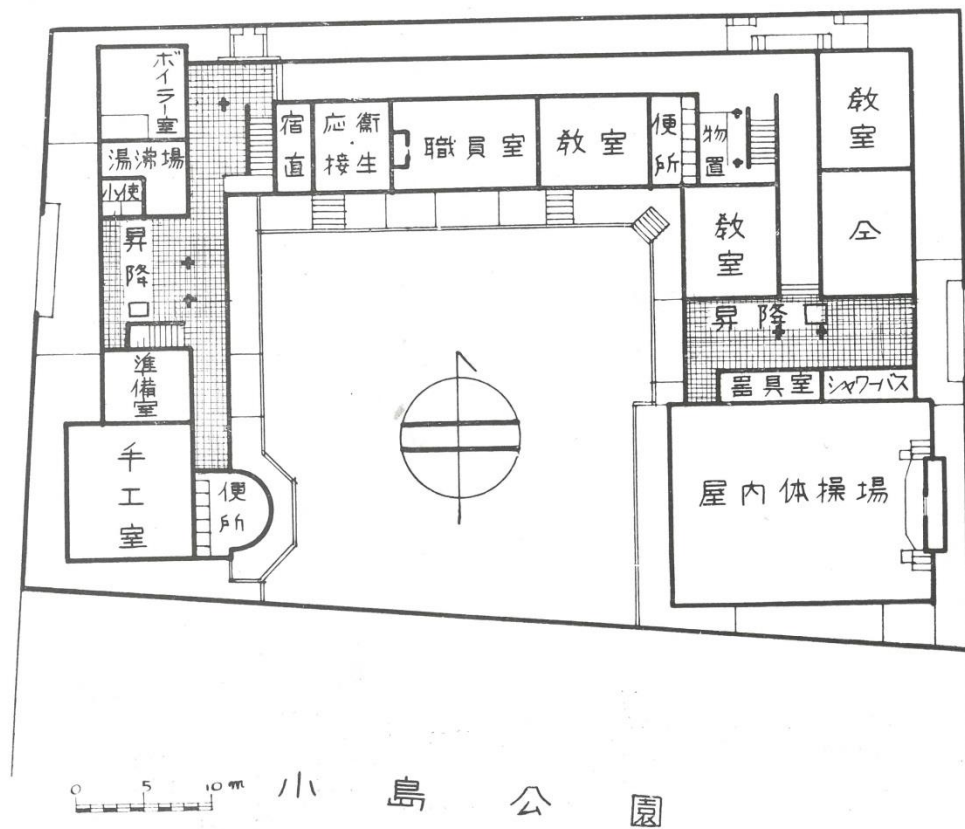 ボイラー室
湯沸場
小使
昇降
準備室
手工室
便所
宿直
応接
衛生
職員室
教室
便所
物置
教室
教室
仝
昇降
器具室
シャワーバス
屋内体操場
0 5 10m
小島公園